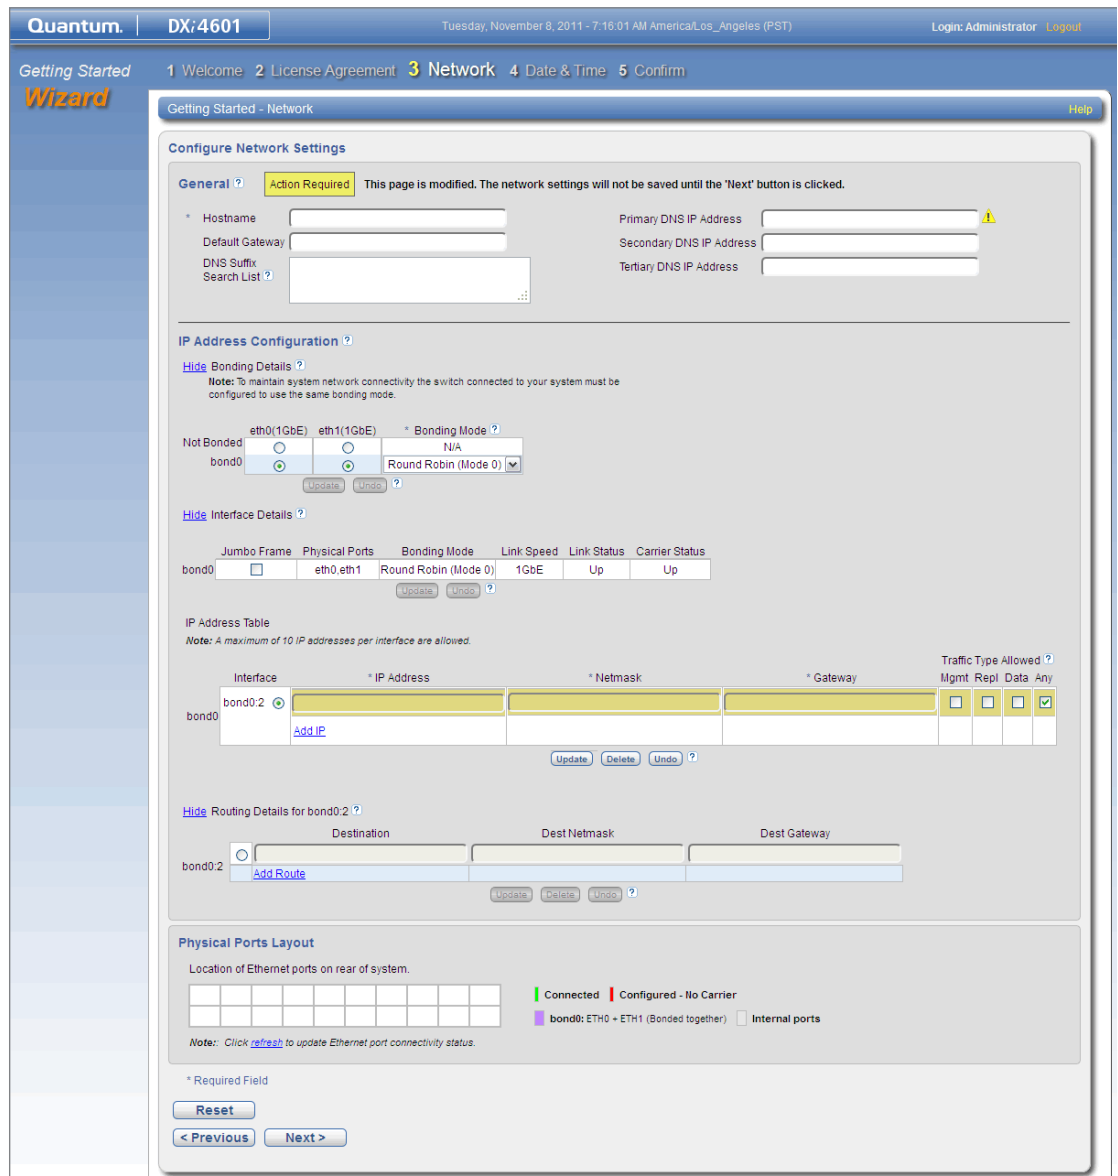 Quantum. DXi4601 Tuesday, November 8, 2011 - 7:16:01 AM America/Los_Angeles (PST) Login: Administrator Logout
Getting Started 1 Welcome 2 License Agreement 3 Network 4 Date & Time 5 Confirm
Wizard
Getting Started - Network Help
Configure Network Settings
General ? Action Required This page is modified. The network settings will not be saved until the 'Next' button is clicked.
* Hostname Primary DNS IP Address
Default Gateway Secondary DNS IP Address
DNS Suffix Tertiary DNS IP Address
Search List ?
IP Address Configuration ?
Hide Bonding Details ?
Note: To maintain system network connectivity the switch connected to your system must be
configured to use the same bonding mode.
eth0(1GbE) eth1(1GbE) * Bonding Mode ?
Not Bonded N/A
bond0 Round Robin (Mode 0)
Update Undo ?
Hide Interface Details ?
Jumbo Frame Physical Ports Bonding Mode Link Speed Link Status Carrier Status
bond0 eth0,eth1 Round Robin (Mode 0) 1GbE Up Up
Update Undo ?
IP Address Table
Note: A maximum of 10 IP addresses per interface are allowed.
Traffic Type Allowed ?
Interface * IP Address * Netmask * Gateway Mgmt Repl Data Any
bond0:2
bond0
Add IP
Update Delete Undo ?
Hide Routing Details for bond0:2 ?
Destination Dest Netmask Dest Gateway
bond0:2
Add Route
Update Delete Undo ?
Physical Ports Layout
Location of Ethernet ports on rear of system.
Connected Configured - No Carrier
bond0: ETH0 + ETH1 (Bonded together) Internal ports
Note:: Click refresh to update Ethernet port connectivity status.
* Required Field
Reset
< Previous Next >